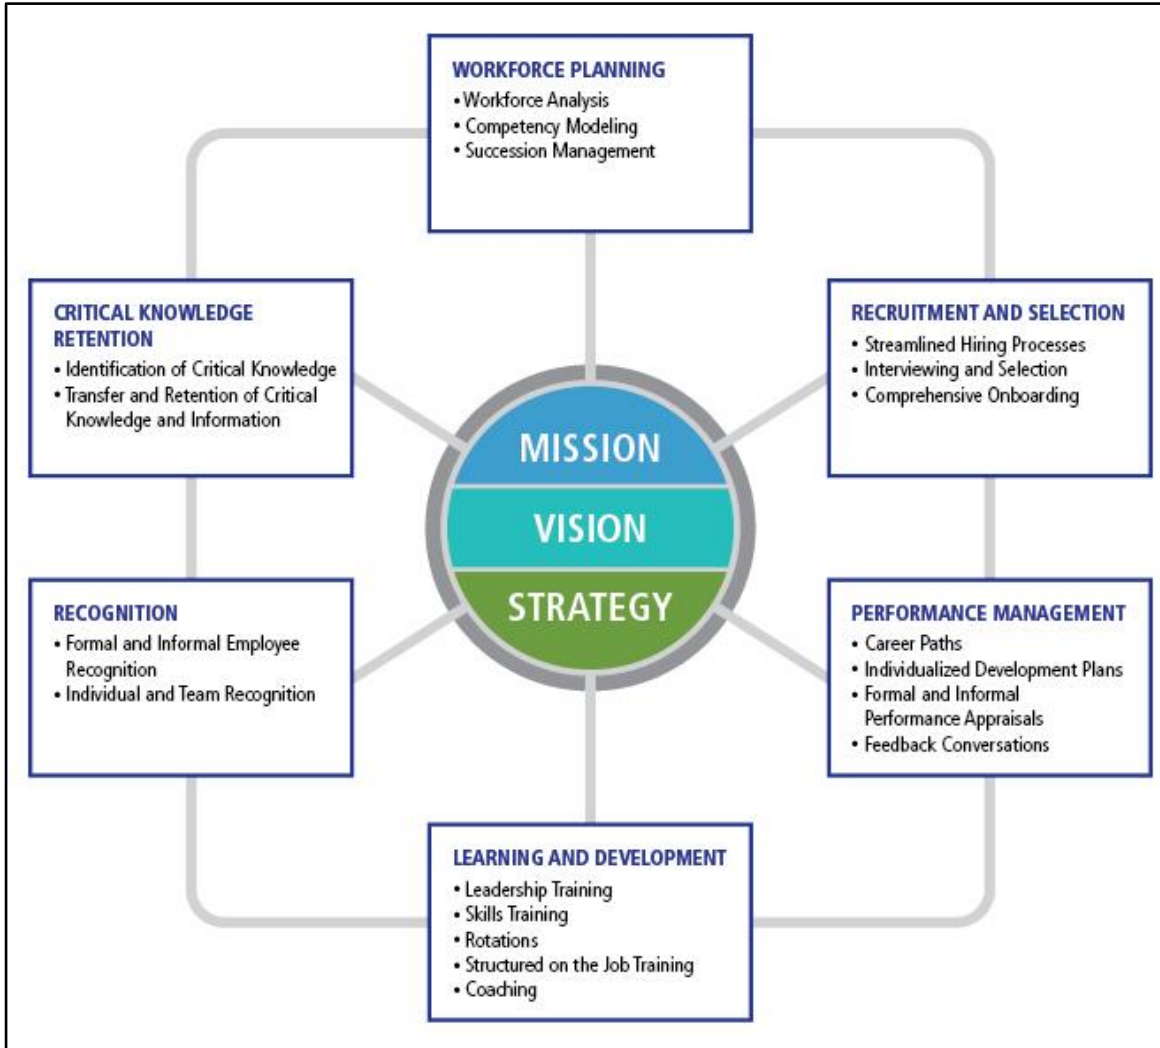 WORKFORCE PLANNING
• Workforce Analysis
• Competency Modeling
• Succession Management
CRITICAL KNOWLEDGE
RETENTION
• Identification of Critical Knowledge
• Transfer and Retention of Critical
Knowledge and Information
RECRUITMENT AND SELECTION
• Streamlined Hiring Processes
• Interviewing and Selection
• Comprehensive Onboarding
MISSION
VISION
STRATEGY
RECOGNITION
• Formal and Informal Employee
Recognition
• Individual and Team Recognition
PERFORMANCE MANAGEMENT
• Career Paths
• Individualized Development Plans
• Formal and Informal
Performance Appraisals
• Feedback Conversations
LEARNING AND DEVELOPMENT
• Leadership Training
• Skills Training
• Rotations
• Structured on the Job Training
• Coaching